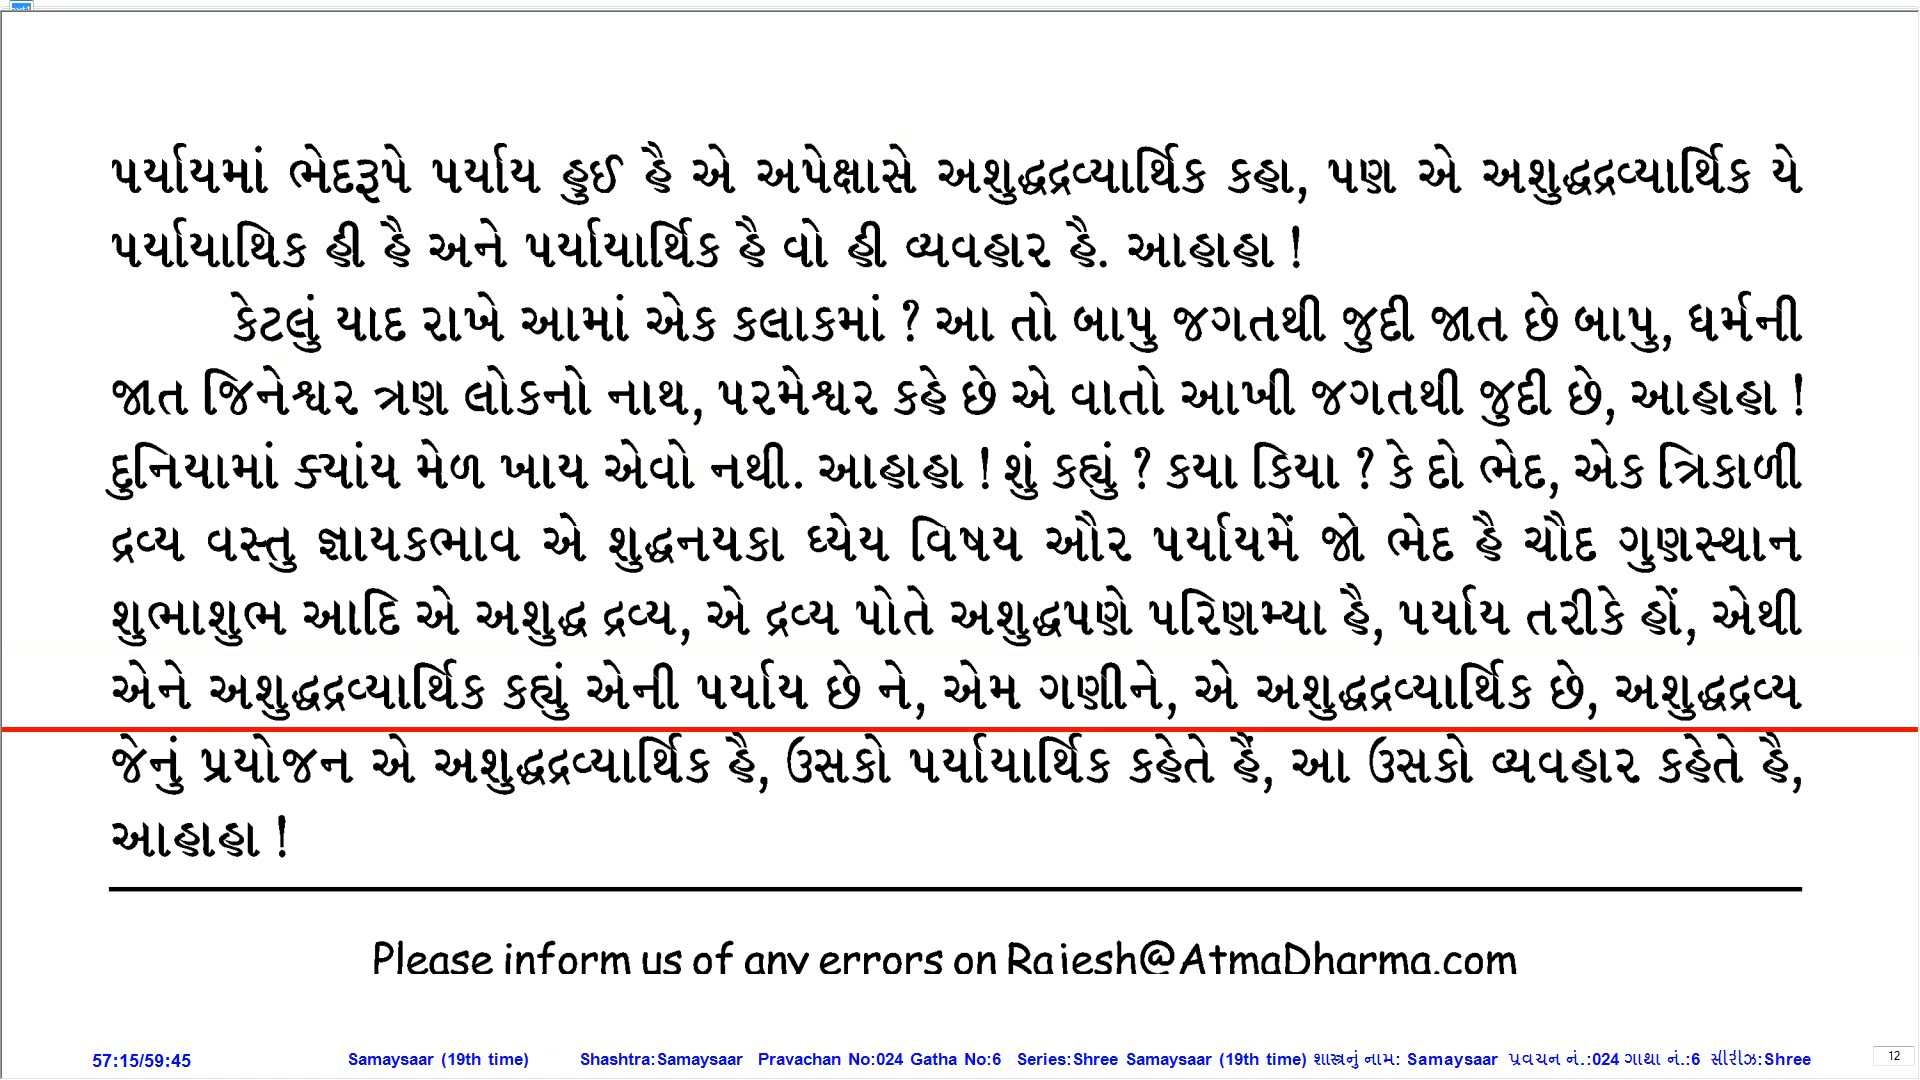 પર્યાયમાં ભેદરૂપે પર્યાય હુઈ હૈ એ અપેક્ષાસે અશુદ્ધદ્રવ્યાર્થિક કહા, પણ એ અશુદ્ધદ્રવ્યાર્થિક યે
પર્યાયાથિક હી હૈ અને પર્યાયાર્થિક હૈ વો હી વ્યવહાર હૈ. આહાહા !
કેટલું યાદ રાખે આમાં એક કલાકમાં ? આ તો બાપુ જગતથી જુદી જાત છે બાપુ, ધર્મની
જાત જિનેશ્વર ત્રણ લોકનો નાથ, પરમેશ્વર કહે છે એ વાતો આખી જગતથી જુદી છે, આહાહા !
દુનિયામાં ક્યાંય મેળ ખાય એવો નથી. આહાહા ! શું કહ્યું ? કયા કિયા ? કે દો ભેદ, એક ત્રિકાળી
દ્રવ્ય વસ્તુ જ્ઞાયકભાવ એ શુદ્ધનયકા ધ્યેય વિષય ઔર પર્યાયમેં જો ભેદ હૈ ચૌદ ગુણસ્થાન
શુભાશુભ આદિ એ અશુદ્ધ દ્રવ્ય, એ દ્રવ્ય પોતે અશુદ્ધપણે પરિણમ્યા હૈ, પર્યાય તરીકે હોં, એથી
એને અશુદ્ધદ્રવ્યાર્થિક કહ્યું એની પર્યાય છે ને, એમ ગણીને, એ અશુદ્ધદ્રવ્યાર્થિક છે, અશુદ્ધદ્રવ્ય
જેનું પ્રયોજન એ અશુદ્ધદ્રવ્યાર્થિક હૈ, ઉસકો પર્યાયાર્થિક કહેતે હૈં, આ ઉસકો વ્યવહાર કહેતે હૈ,
આહાહા !
Please inform us of any errors on Rajesh@AtmaDharma.com
57:15/59:45 Samaysaar (19th time) Shashtra:Samaysaar Pravachan No:024 Gatha No:6 Series:Shree Samaysaar (19th time) શાસ્ત્રનું નામ: Samaysaar પ્રવચન નં.:024 ગાથા નં.:6 સીરીઝ:Shree 12